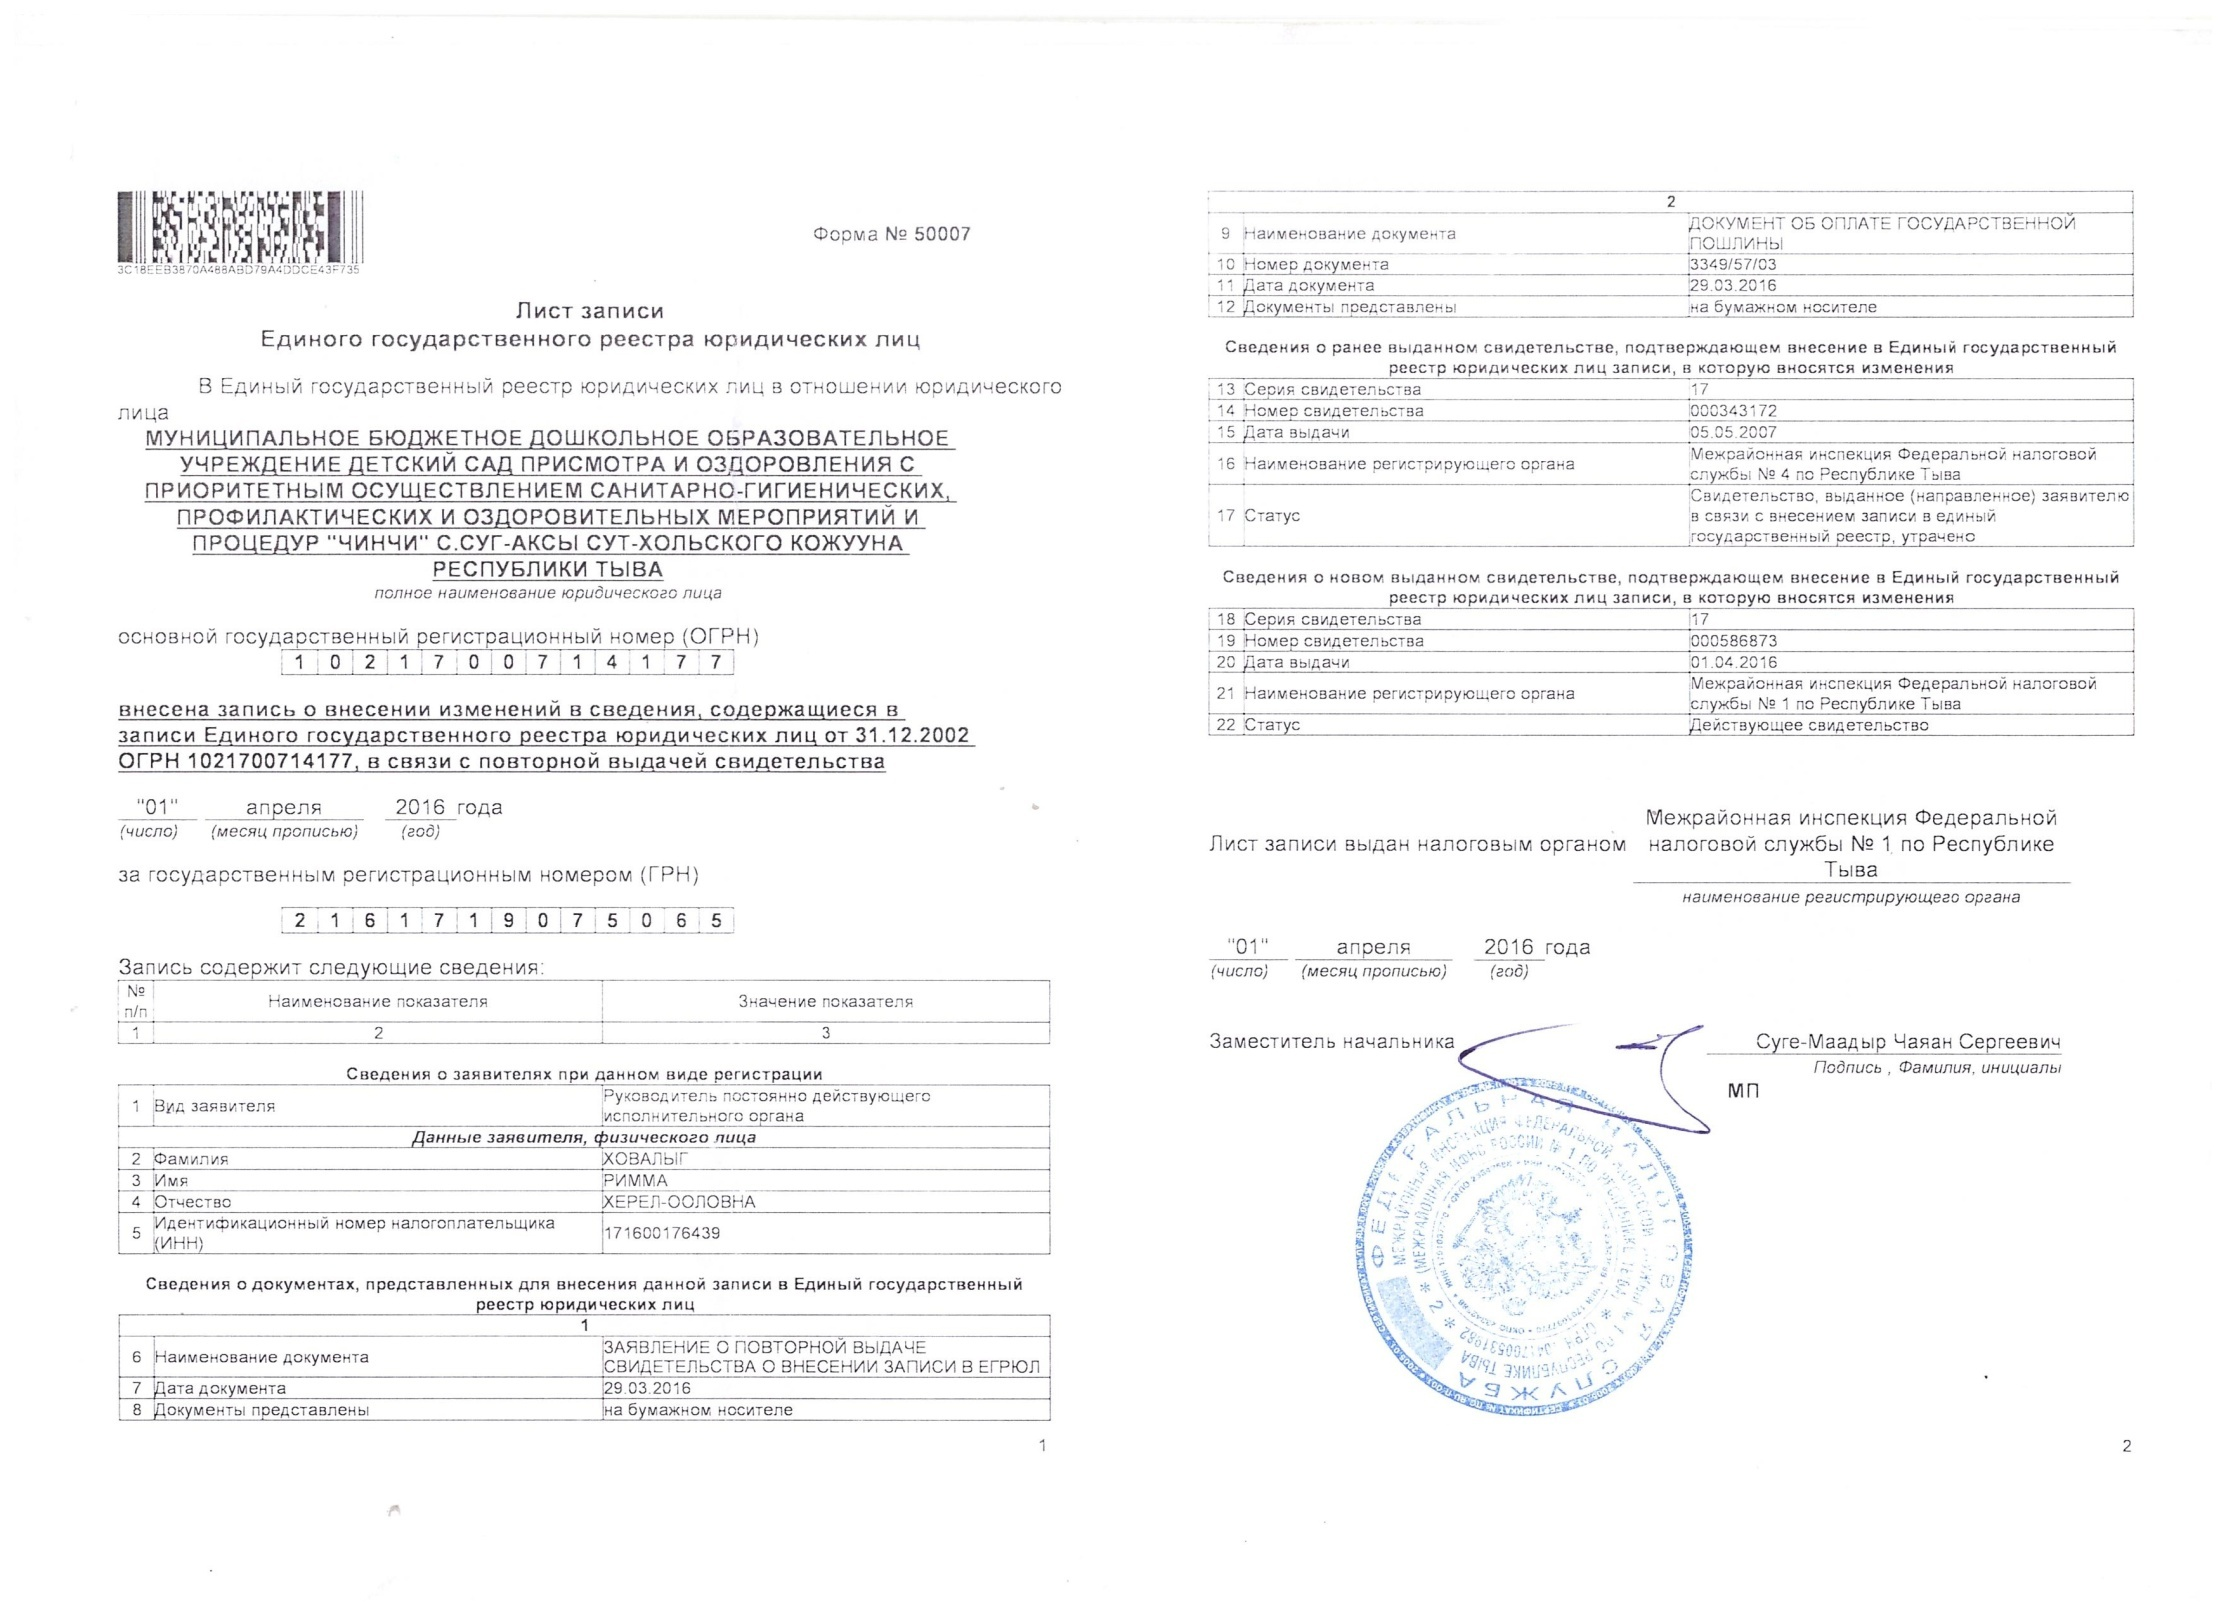 3C18EEB3870A488ABD79A4DDCE43F735
Форма № 50007
Лист записи
Единого государственного реестра юридических лиц
В Единый государственный реестр юридических лиц в отношении юридического
лица
МУНИЦИПАЛЬНОЕ БЮДЖЕТНОЕ ДОШКОЛЬНОЕ ОБРАЗОВАТЕЛЬНОЕ
УЧРЕЖДЕНИЕ ДЕТСКИЙ САД ПРИСМОТРА И ОЗДОРОВЛЕНИЯ С
ПРИОРИТЕТНЫМ ОСУЩЕСТВЛЕНИЕМ САНИТАРНО-ГИГИЕНИЧЕСКИХ,
ПРОФИЛАКТИЧЕСКИХ И ОЗДОРОВИТЕЛЬНЫХ МЕРОПРИЯТИЙ И
ПРОЦЕДУР "ЧИНЧИ" С.СУГ-АКСЫ СУТ-ХОЛЬСКОГО КОЖУУНА
РЕСПУБЛИКИ ТЫВА
полное наименование юридического лица
основной государственный регистрационный номер (ОГРН)
1 0 2 1 7 0 0 7 1 4 1 7 7
внесена запись о внесении изменений в сведения, содержащиеся в
записи Единого государственного реестра юридических лиц от 31.12.2002
ОГРН 1021700714177, в связи с повторной выдачей свидетельства
"01" апреля 2016 года
(число) (месяц прописью) (год)
за государственным регистрационным номером (ГРН)
2 1 6 1 7 1 9 0 7 5 0 6 5
Запись содержит следующие сведения:
№
п/п Наименование показателя Значение показателя
1 2 3
Сведения о заявителях при данном виде регистрации
1 Вид заявителя Руководитель постоянно действующего
исполнительного органа
Данные заявителя, физического лица
2 Фамилия ХОВАЛЫГ
3 Имя РИММА
4 Отчество ХЕРЕЛ-ООЛОВНА
5 Идентификационный номер налогоплательщика
(ИНН) 171600176439
Сведения о документах, представленных для внесения данной записи в Единый государственный
реестр юридических лиц
1
6 Наименование документа ЗАЯВЛЕНИЕ О ПОВТОРНОЙ ВЫДАЧЕ
СВИДЕТЕЛЬСТВА О ВНЕСЕНИИ ЗАПИСИ В ЕГРЮЛ
7 Дата документа 29.03.2016
8 Документы представлены на бумажном носителе
1
2
9 Наименование документа ДОКУМЕНТ ОБ ОПЛАТЕ ГОСУДАРСТВЕННОЙ
ПОШЛИНЫ
10 Номер документа 3349/57/03
11 Дата документа 29.03.2016
12 Документы представлены на бумажном носителе
Сведения о ранее выданном свидетельстве, подтверждающем внесение в Единый государственный
реестр юридических лиц записи, в которую вносятся изменения
13 Серия свидетельства 17
14 Номер свидетельства 000343172
15 Дата выдачи 05.05.2007
16 Наименование регистрирующего органа Межрайонная инспекция Федеральной налоговой
службы № 4 по Республике Тыва
17 Статус Свидетельство, выданное (направленное) заявителю
в связи с внесением записи в единый
государственный реестр, утрачено
Сведения о новом выданном свидетельстве, подтверждающем внесение в Единый государственный
реестр юридических лиц записи, в которую вносятся изменения
18 Серия свидетельства 17
19 Номер свидетельства 000586873
20 Дата выдачи 01.04.2016
21 Наименование регистрирующего органа Межрайонная инспекция Федеральной налоговой
службы № 1 по Республике Тыва
22 Статус Действующее свидетельство
Лист записи выдан налоговым органом Межрайонная инспекция Федеральной
налоговой службы № 1 по Республике
Тыва
наименование регистрирующего органа
"01" апреля 2016 года
(число) (месяц прописью) (год)
Заместитель начальника Суге-Маадыр Чаяан Сергеевич
Подпись , Фамилия, инициалы
МП
ФЕДЕРАЛЬНАЯ НАЛОГОВАЯ СЛУЖБА
2